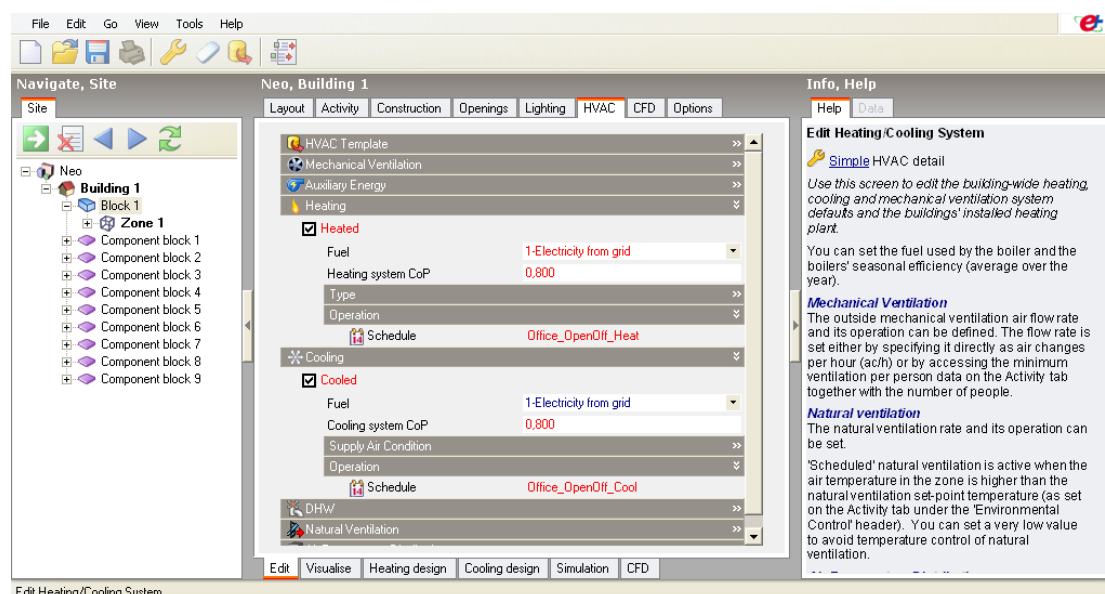 File Edit Go View Tools Help
Navigate, Site
Site
Neo
Building 1
Block 1
Zone 1
Component block 1
Component block 2
Component block 3
Component block 4
Component block 5
Component block 6
Component block 7
Component block 8
Component block 9
Neo, Building 1
Layout Activity Construction Openings Lighting HVAC CFD Options
HVAC Template
Mechanical Ventilation
Auxiliary Energy
Heating
Heated
Fuel 1-Electricity from grid
Heating system CoP 0,800
Type
Operation
Schedule Office_OpenOff_Heat
Cooling
Cooled
Fuel 1-Electricity from grid
Cooling system CoP 0,800
Supply Air Condition
Operation
Schedule Office_OpenOff_Cool
DHW
Natural Ventilation
Edit Visualise Heating design Cooling design Simulation CFD
Info, Help
Help Data
Edit Heating/Cooling System
Simple HVAC detail
Use this screen to edit the building-wide heating,
cooling and mechanical ventilation system
defaults and the buildings' installed heating
plant.
You can set the fuel used by the boiler and the
boilers' seasonal efficiency (average over the
year).
Mechanical Ventilation
The outside mechanical ventilation air flow rate
and its operation can be defined. The flow rate is
set either by specifying it directly as air changes
per hour (ac/h) or by accessing the minimum
ventilation per person data on the Activity tab
together with the number of people.
Natural ventilation
The natural ventilation rate and its operation can
be set.
'Scheduled' natural ventilation is active when the
air temperature in the zone is higher than the
natural ventilation set-point temperature (as set
on the Activity tab under the 'Environmental
Control' header). You can set a very low value
to avoid temperature control of natural
ventilation.
Edit Heating/Cooling System